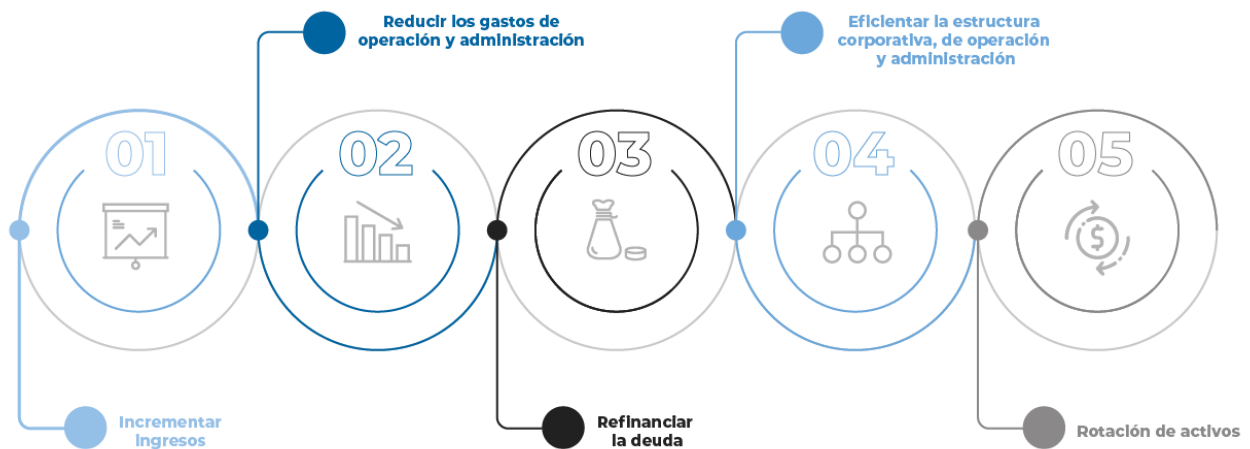 01
Incrementar
ingresos
02
Reducir los gastos de
operación y administración
03
Refinanciar
la deuda
04
Eficientar la estructura
corporativa, de operación
y administración
05
$
Rotación de activos